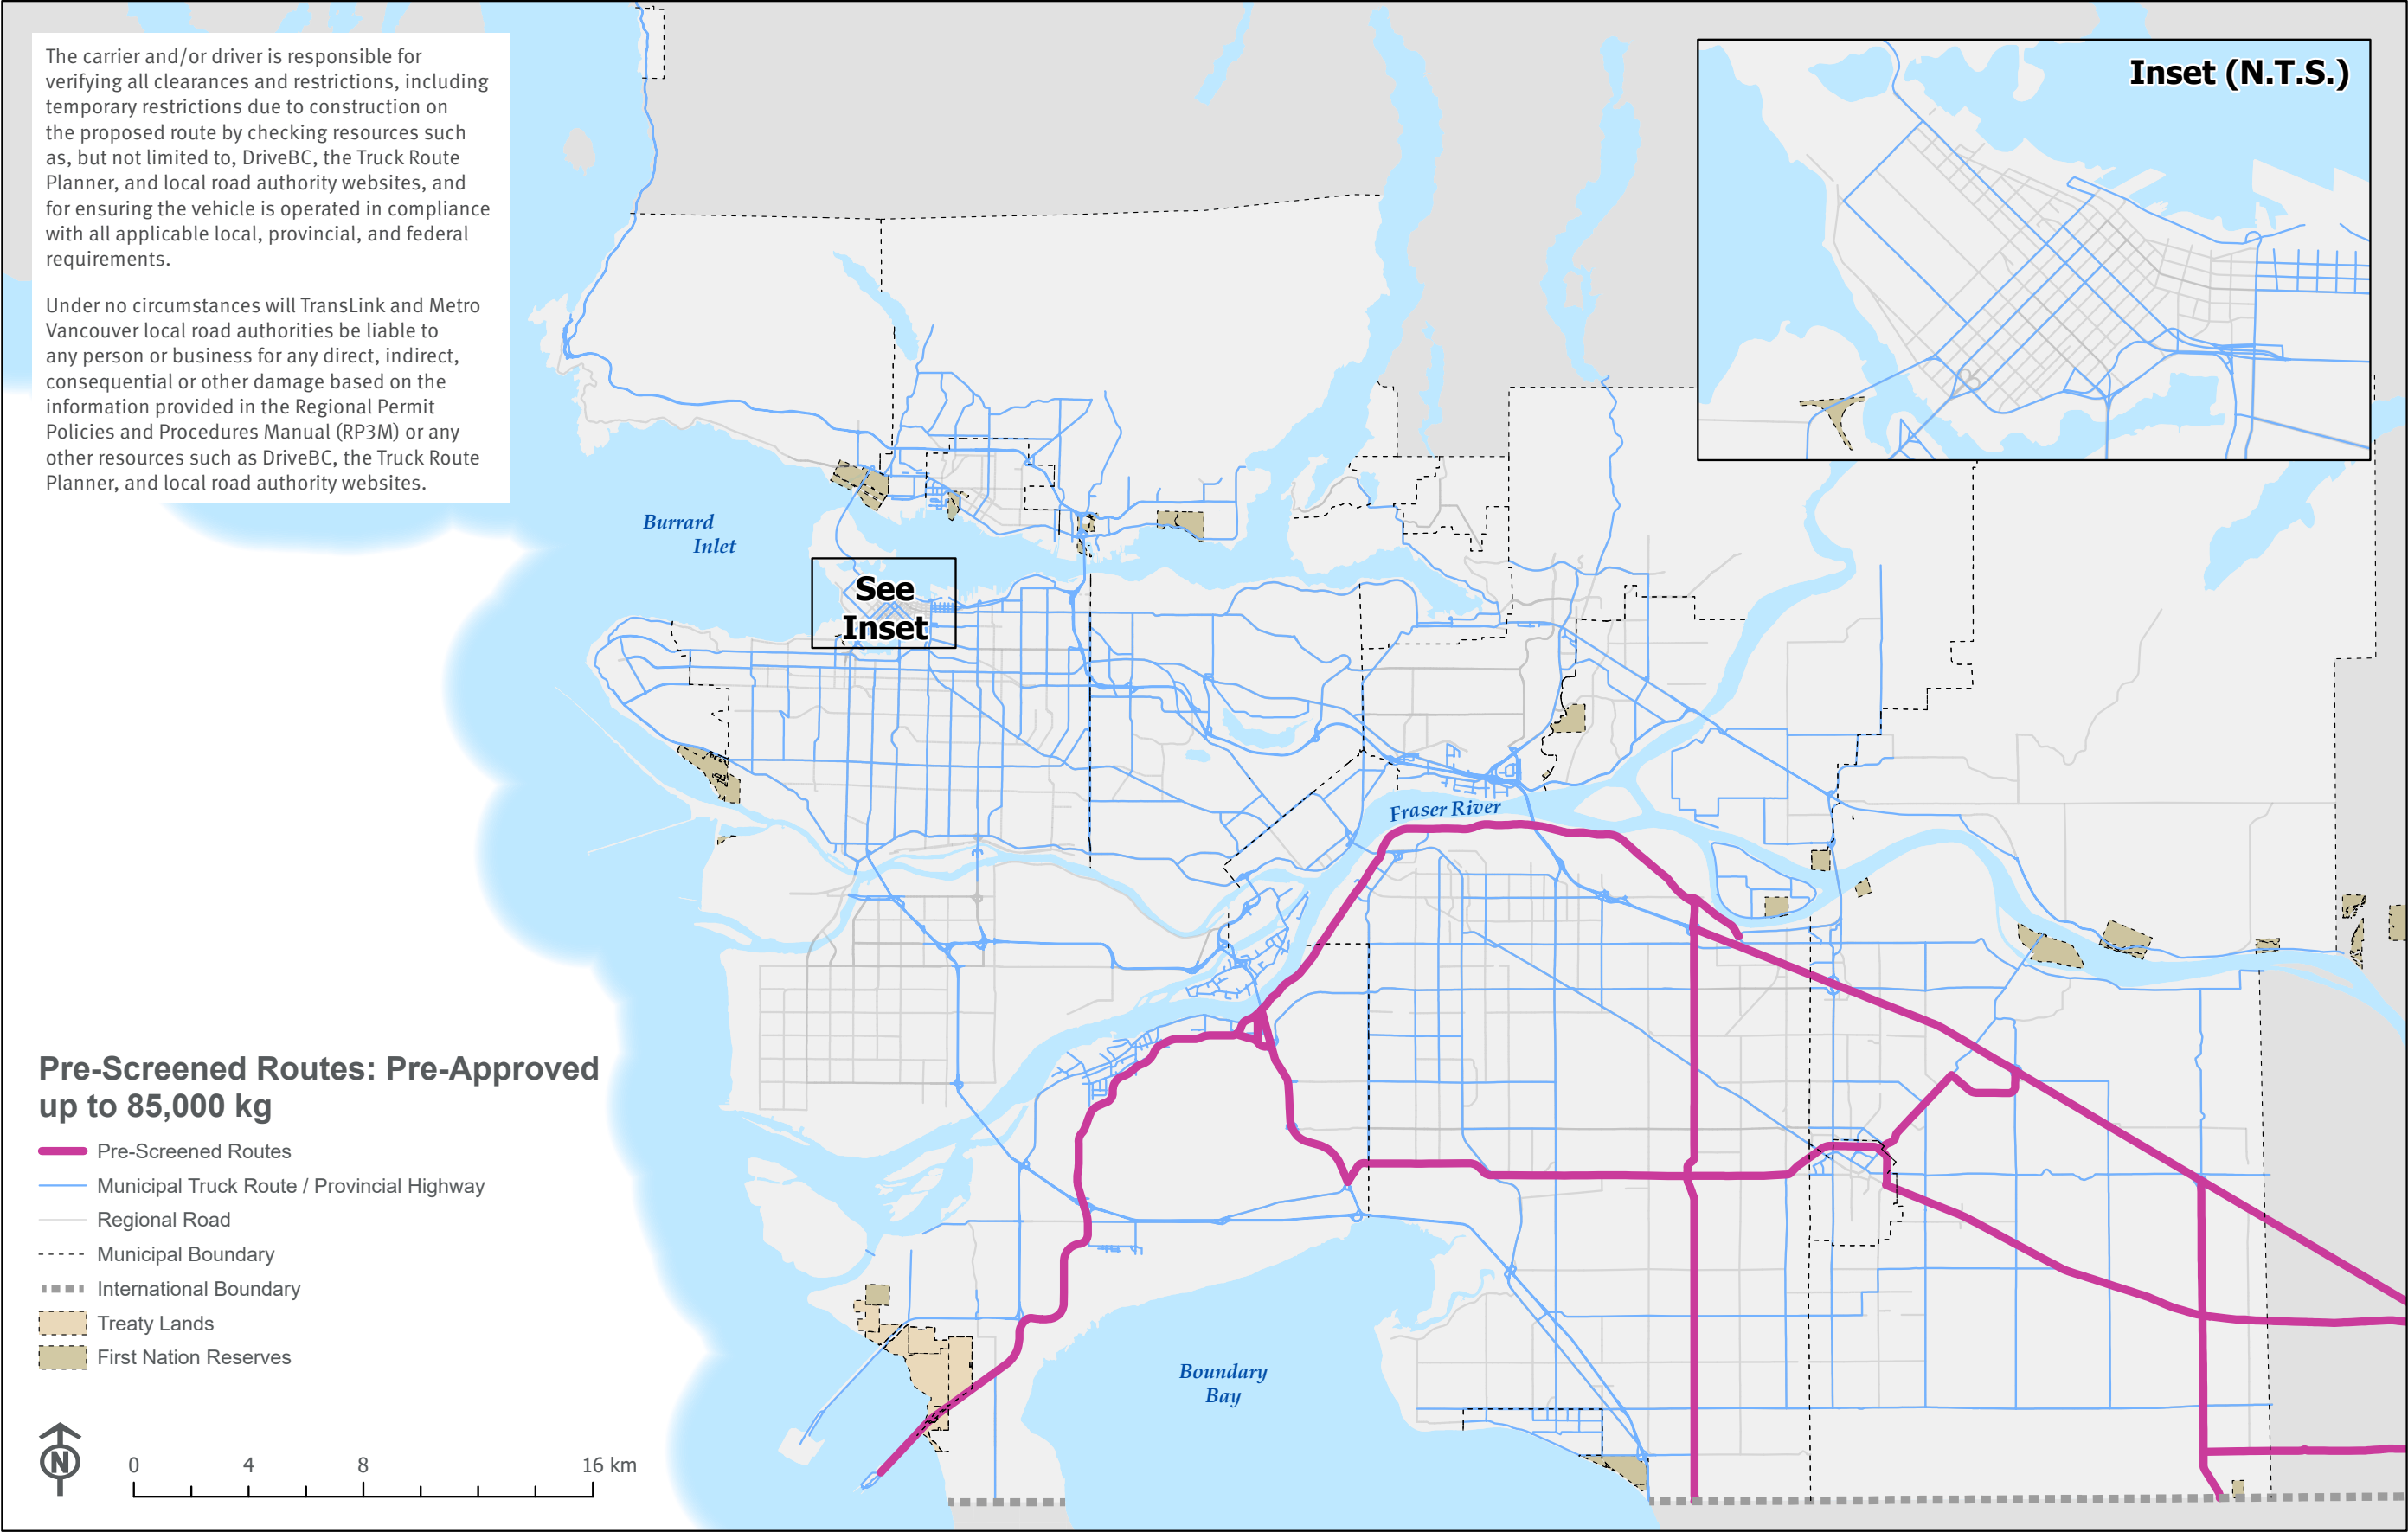 The carrier and/or driver is responsible for
verifying all clearances and restrictions, including
temporary restrictions due to construction on
the proposed route by checking resources such
as, but not limited to, DriveBC, the Truck Route
Planner, and local road authority websites, and
for ensuring the vehicle is operated in compliance
with all applicable local, provincial, and federal
requirements.
Under no circumstances will TransLink and Metro
Vancouver local road authorities be liable to
any person or business for any direct, indirect,
consequential or other damage based on the
information provided in the Regional Permit
Policies and Procedures Manual (RP3M) or any
other resources such as DriveBC, the Truck Route
Planner, and local road authority websites.
Inset (N.T.S.)
Burrard
Inlet
See
Inset
Fraser River
Boundary
Bay
Pre-Screened Routes: Pre-Approved
up to 85,000 kg
Pre-Screened Routes
Municipal Truck Route / Provincial Highway
Regional Road
Municipal Boundary
International Boundary
Treaty Lands
First Nation Reserves
N
0 4 8 16 km